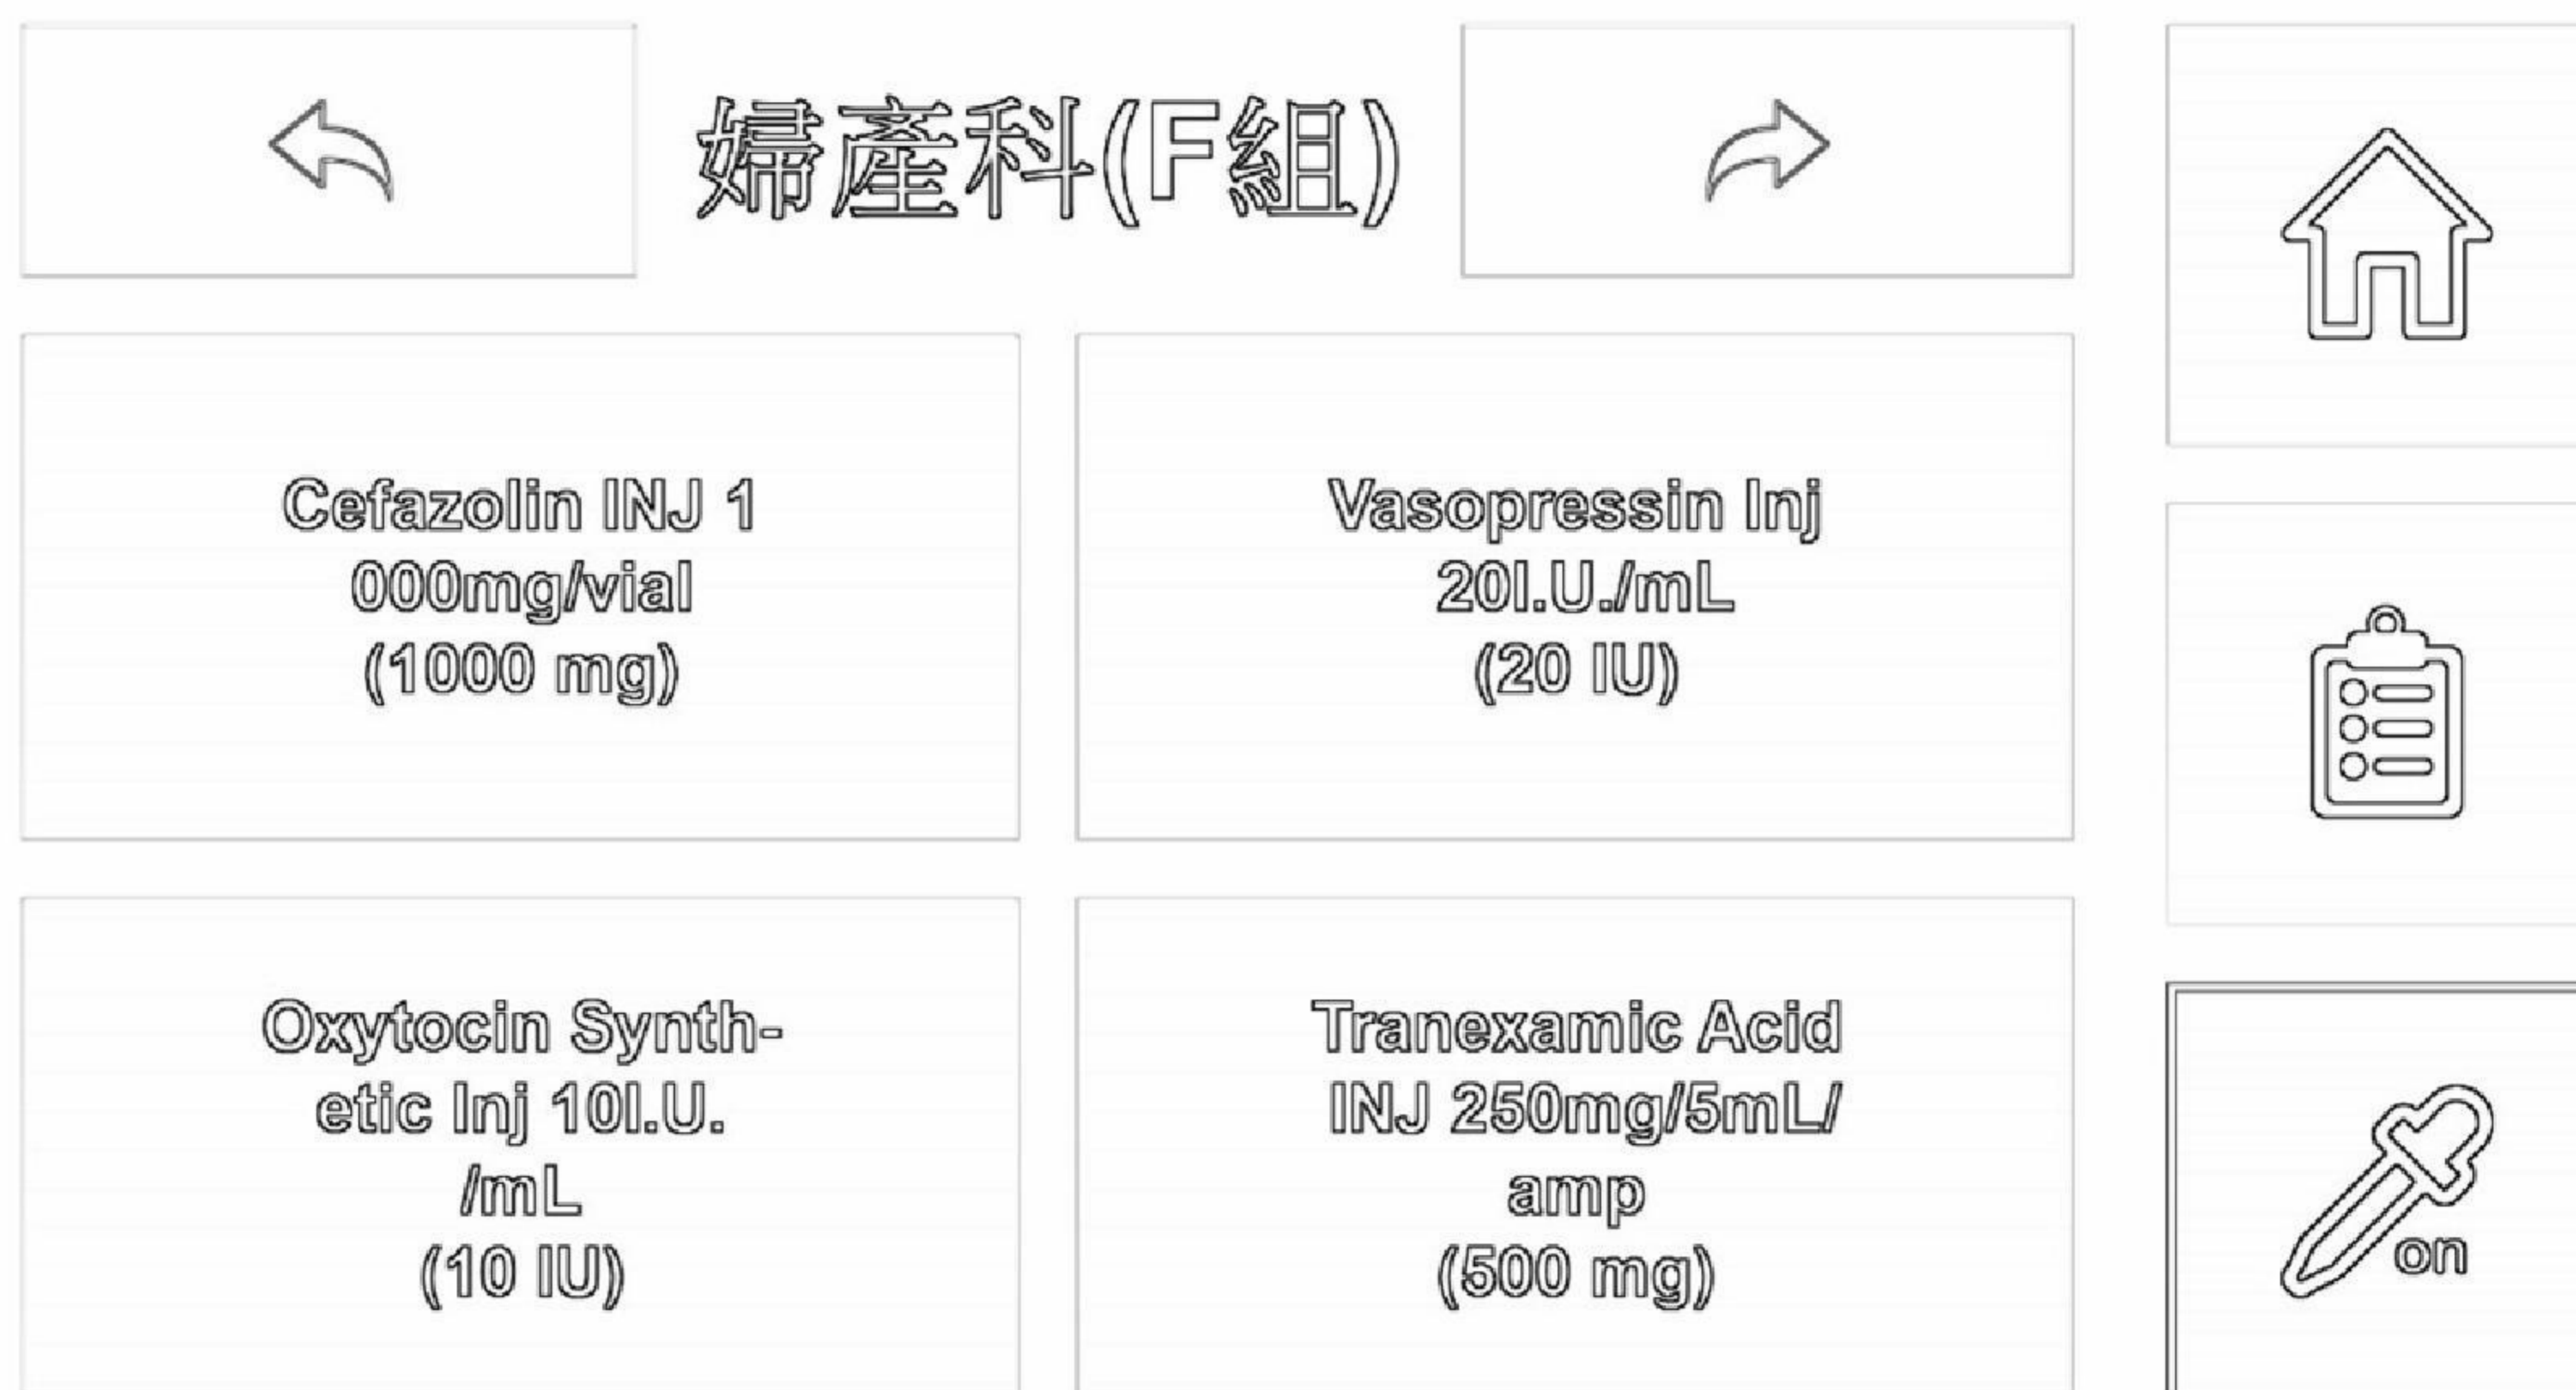 婦產科(F組)
Cefazolin INJ 1
000mg/vial
(1000 mg)
Vasopressin Inj
20I.U./mL
(20 IU)
Oxytocin Synth-
etic Inj 10I.U.
/mL
(10 IU)
Tranexamic Acid
INJ 250mg/5mL/
amp
(500 mg)
on